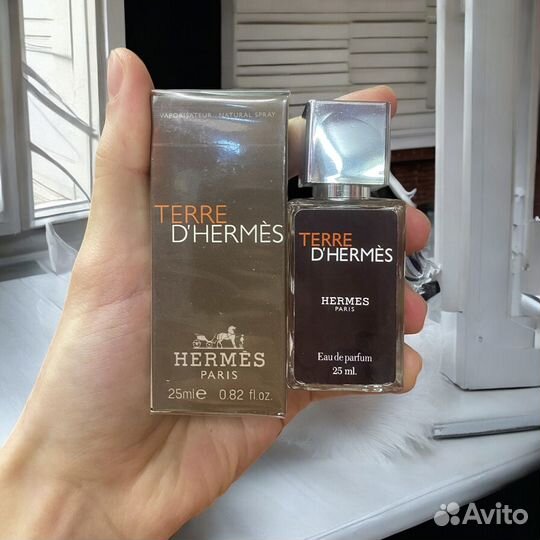 VAPORISATEUR NATURAL SPRAY
TERRE
D'HERMÈS
HERMÈS
PARIS
25ml e 0.82 fl.oz.
TERRE
D'HERMÈS
HERMES
PARIS
Eau de parfum
25 ml.
Avito